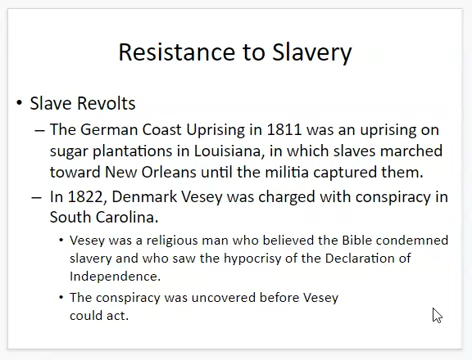 Resistance to Slavery
• Slave Revolts
– The German Coast Uprising in 1811 was an uprising on
sugar plantations in Louisiana, in which slaves marched
toward New Orleans until the militia captured them.
– In 1822, Denmark Vesey was charged with conspiracy in
South Carolina.
• Vesey was a religious man who believed the Bible condemned
slavery and who saw the hypocrisy of the Declaration of
Independence.
• The conspiracy was uncovered before Vesey
could act.